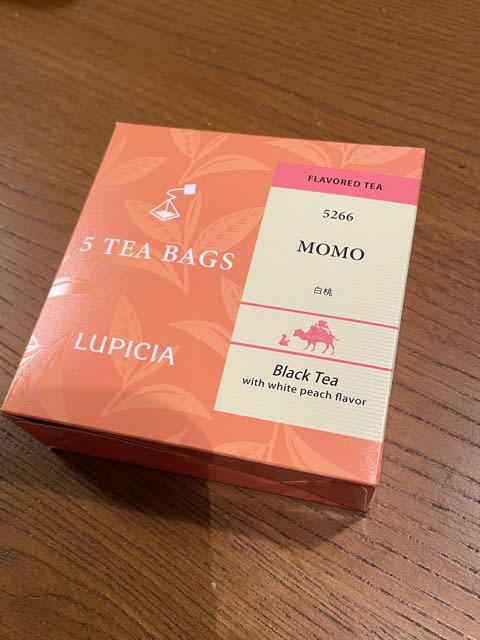 5 TEA BAGS
LUPICIA
FLAVORED TEA
5266
MOMO
白桃
Black Tea
with white peach flavor